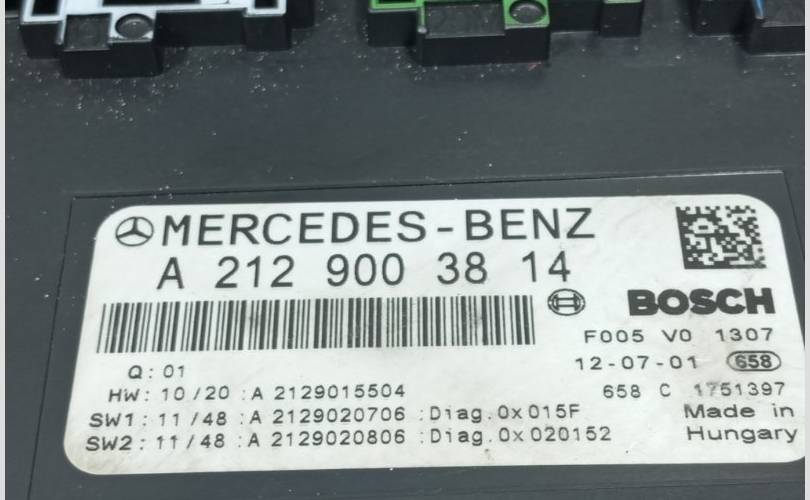 MERCEDES-BENZ
A 212 900 38 14
BOSCH
F005 V0 1307
12-07-01 658
Q: 01
HW: 10/20 :A 2129015504
658 C 1751397
SW1: 11/48 :A 2129020706 :Diag.0x015F
Made in
SW2: 11/48 :A 2129020806 :Diag.0x020152
Hungary